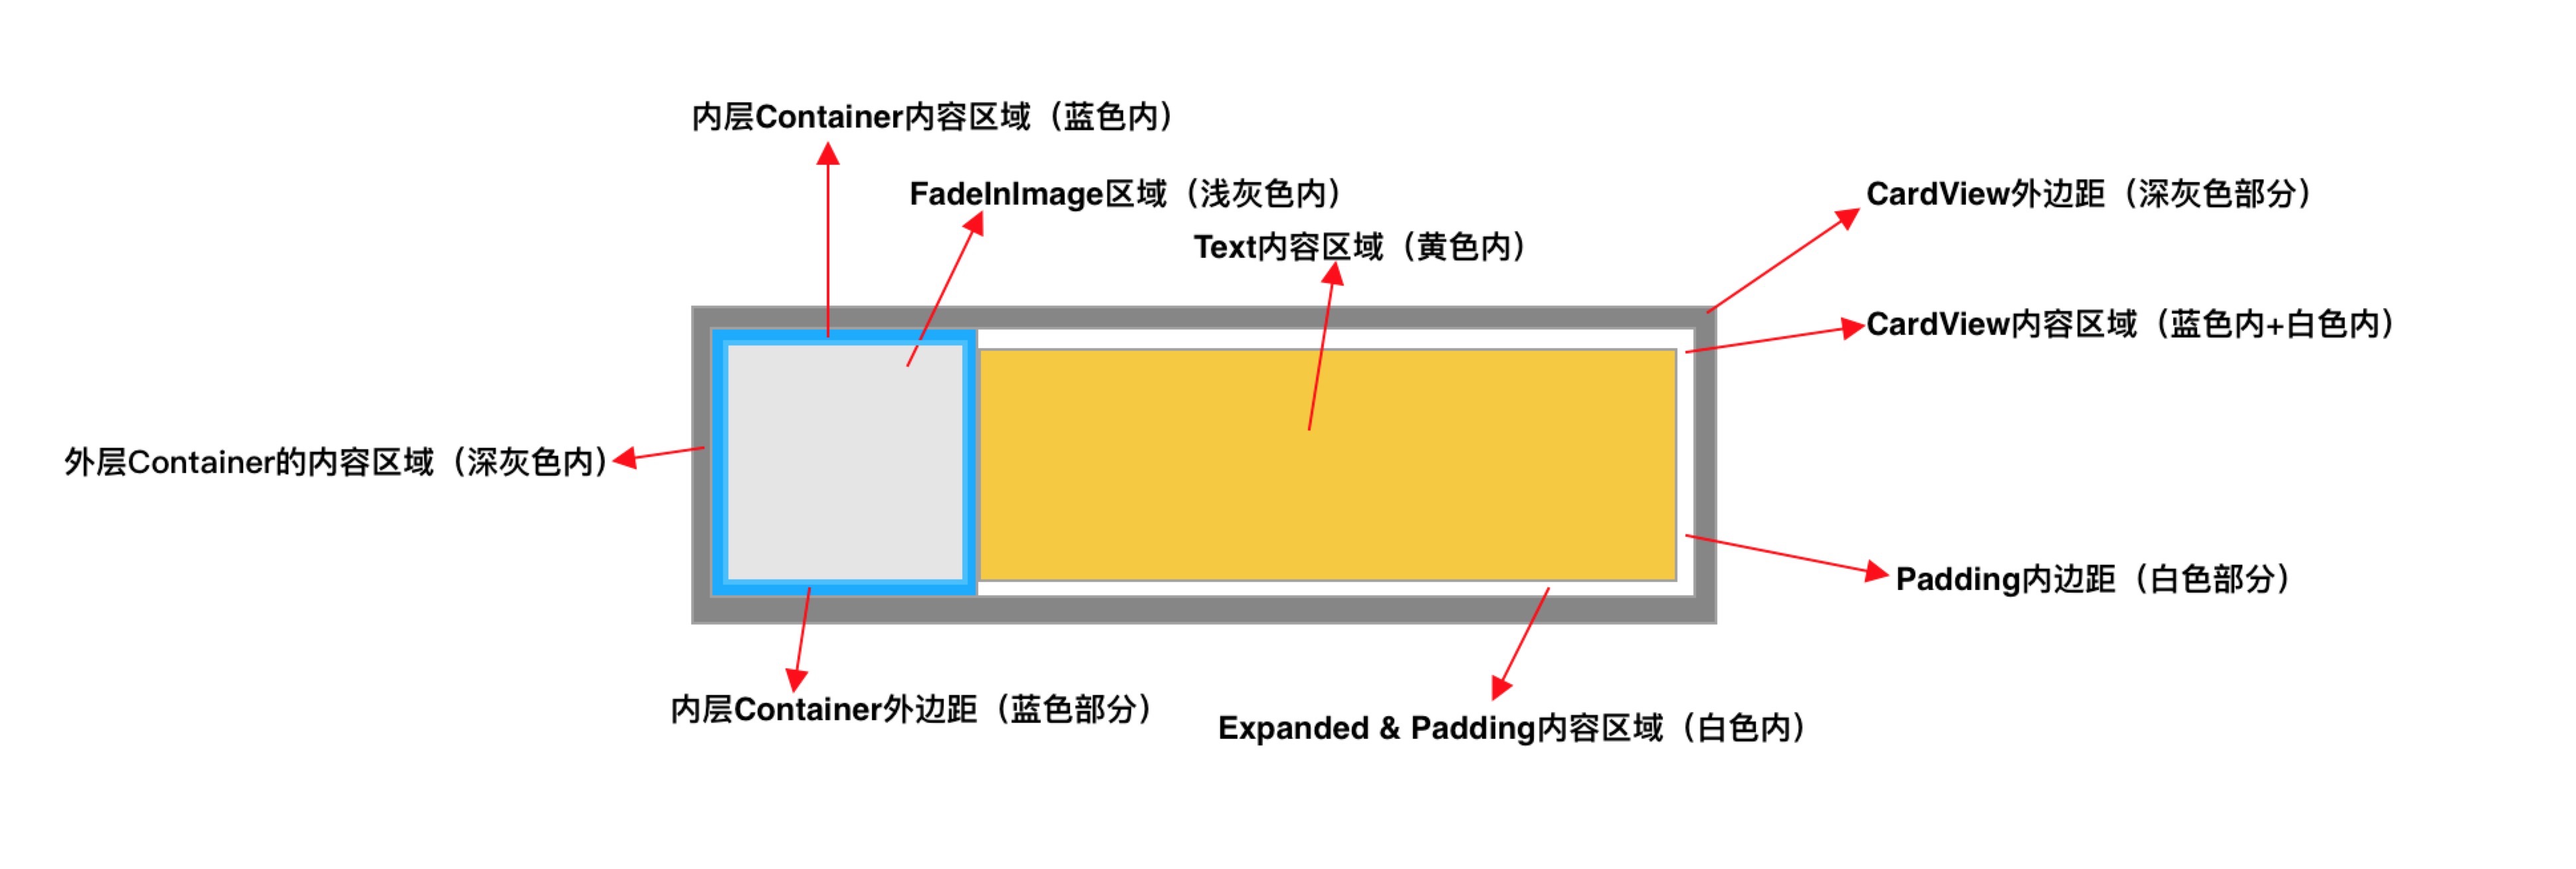 内层Container内容区域（蓝色内）
FadeInImage区域（浅灰色内）
CardView外边距（深灰色部分）
Text内容区域（黄色内）
CardView内容区域（蓝色内+白色内）
外层Container的内容区域（深灰色内）
Padding内边距（白色部分）
内层Container外边距（蓝色部分）
Expanded & Padding内容区域（白色内）